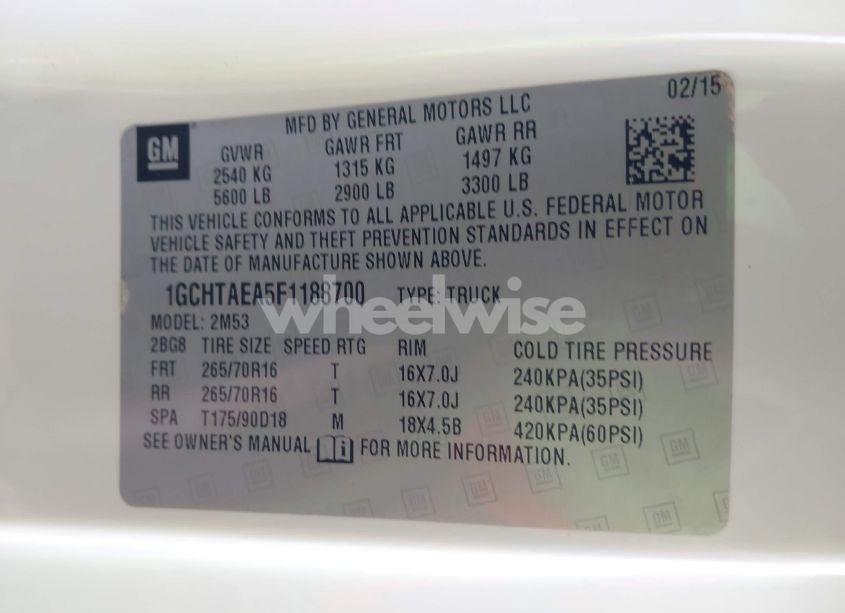 02/15
MFD BY GENERAL MOTORS LLC
GM
GVWR GAWR FRT GAWR RR
2540 KG 1315 KG 1497 KG
5600 LB 2900 LB 3300 LB
THIS VEHICLE CONFORMS TO ALL APPLICABLE U.S. FEDERAL MOTOR
VEHICLE SAFETY AND THEFT PREVENTION STANDARDS IN EFFECT ON
THE DATE OF MANUFACTURE SHOWN ABOVE.
1GCHTAEA5F1188700 TYPE: TRUCK
wheelwise
MODEL: 2M53
2BG8 TIRE SIZE SPEED RTG RIM COLD TIRE PRESSURE
FRT 265/70R16 T 16X7.0J 240KPA(35PSI)
RR 265/70R16 T 16X7.0J 240KPA(35PSI)
SPA T175/90D18 M 18X4.5B 420KPA(60PSI)
SEE OWNER'S MANUAL i FOR MORE INFORMATION.